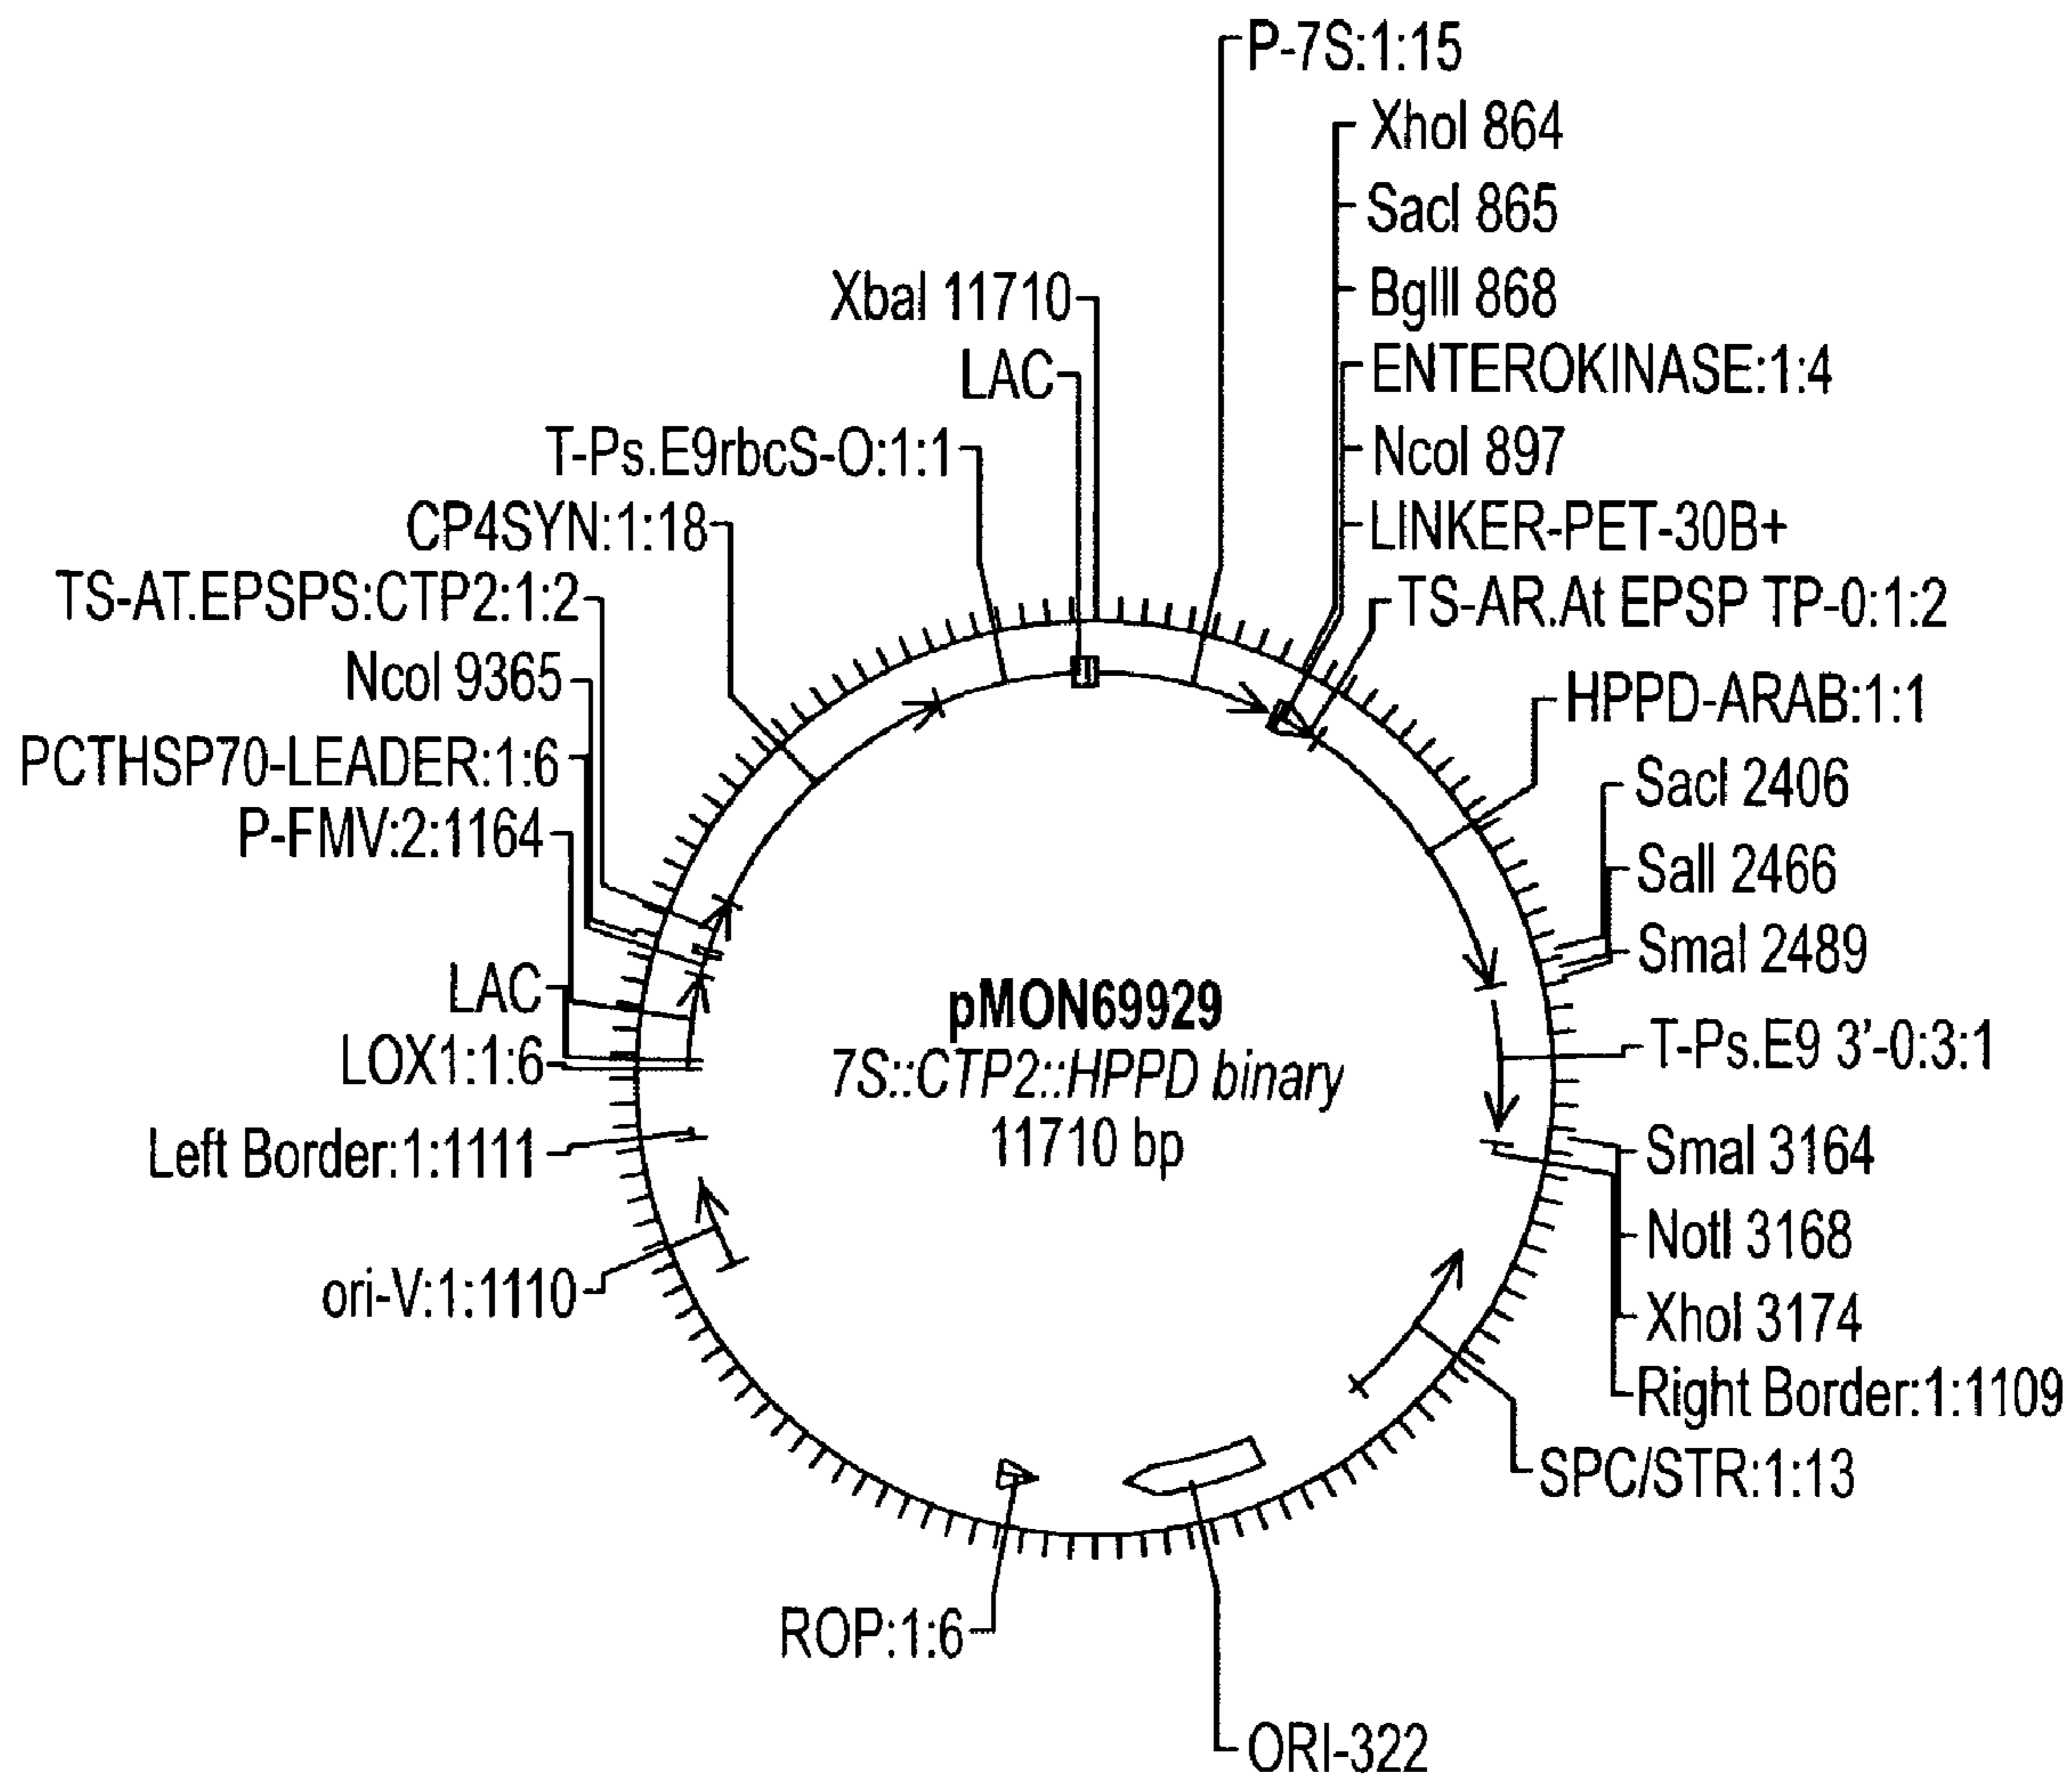 P-7S:1:15
XhoI 864
SacI 865
BglII 868
ENTEROKINASE:1:4
NcoI 897
LINKER-PET-30B+
TS-AR.At EPSP TP-0:1:2
HPPD-ARAB:1:1
SacI 2406
SalI 2466
SmaI 2489
T-Ps.E9 3'-0:3:1
SmaI 3164
NotI 3168
XhoI 3174
Right Border:1:1109
SPC/STR:1:13
ORI-322
ROP:1:6
ori-V:1:1110
Left Border:1:1111
LOX1:1:6
LAC
P-FMV:2:1164
PCTHSP70-LEADER:1:6
NcoI 9365
TS-AT.EPSPS:CTP2:1:2
CP4SYN:1:18
T-Ps.E9rbcS-O:1:1
LAC
XbaI 11710
pMON69929
7S::CTP2::HPPD binary
11710 bp